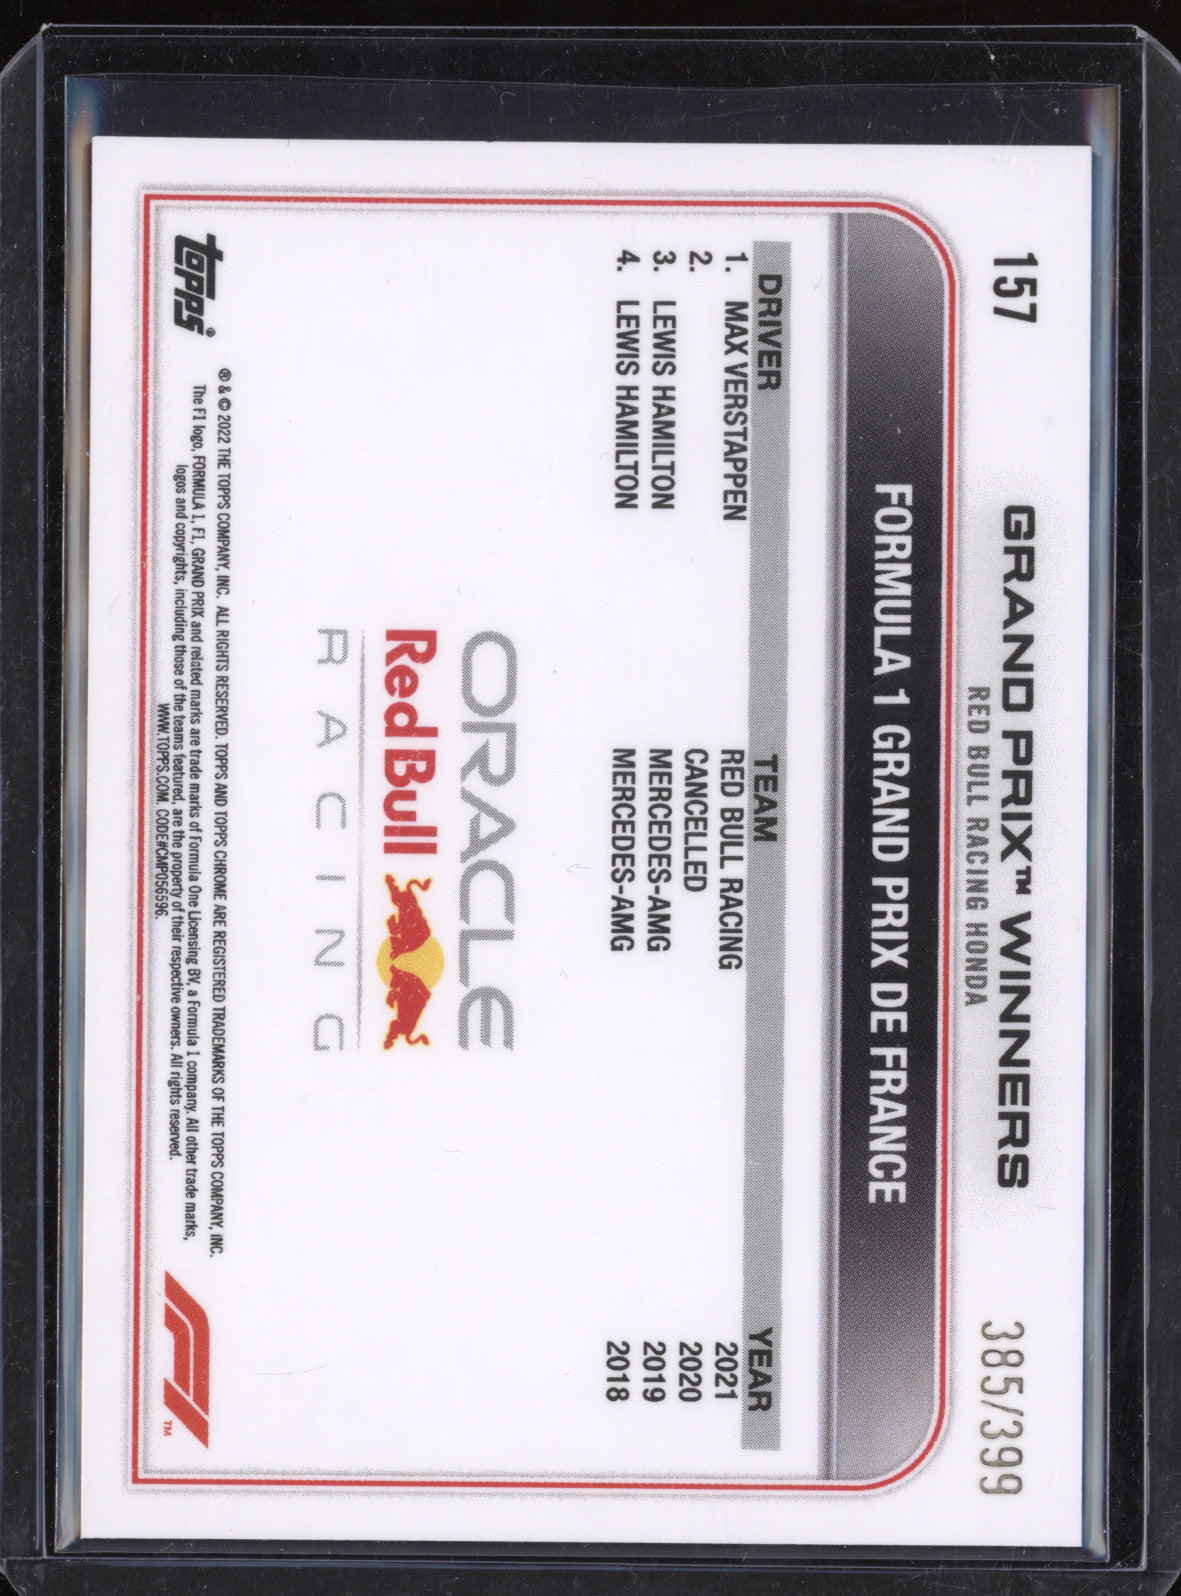 157 GRAND PRIX™ WINNERS 385/399
RED BULL RACING HONDA
FORMULA 1 GRAND PRIX DE FRANCE
DRIVER TEAM YEAR
1. MAX VERSTAPPEN RED BULL RACING 2021
2. CANCELLED 2020
3. LEWIS HAMILTON MERCEDES-AMG 2019
4. LEWIS HAMILTON MERCEDES-AMG 2018
ORACLE
Red Bull
RACING
topps®
® & © 2022 THE TOPPS COMPANY, INC. ALL RIGHTS RESERVED. TOPPS AND TOPPS CHROME ARE REGISTERED TRADEMARKS OF THE TOPPS COMPANY, INC.
The F1 logo, FORMULA 1, F1, GRAND PRIX and related marks are trade marks of Formula One Licensing BV, a Formula 1 company. All other trade marks,
logos and copyrights, including those of the teams featured, are the property of their respective owners. All rights reserved.
WWW.TOPPS.COM. CODE#CMP056596.
F1™